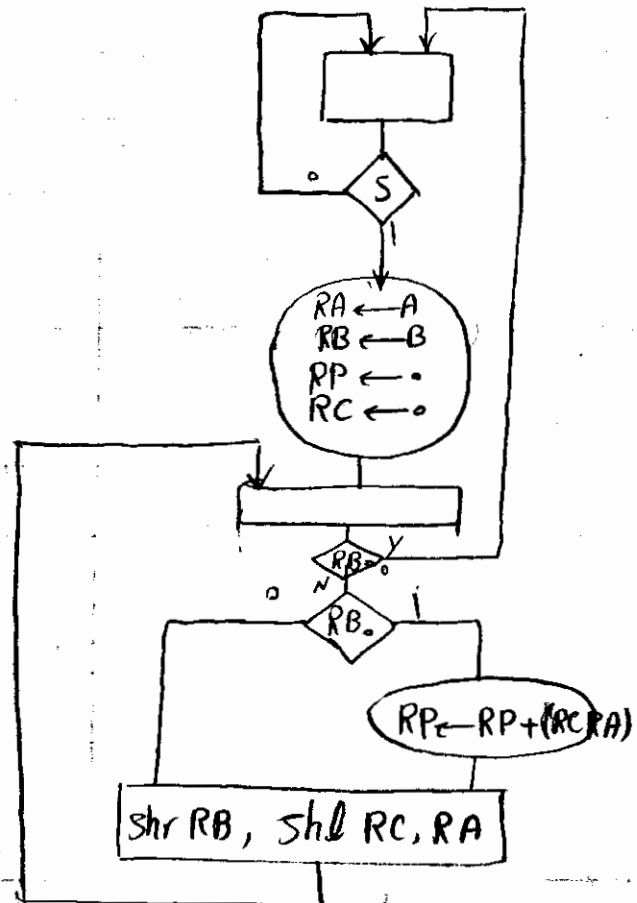 0
S
1
RA ← A
RB ← B
RP ← 0
RC ← 0
RB=0
Y
N
0
RB0
1
RP ← RP + (RC RA)
shr RB, shl RC, RA